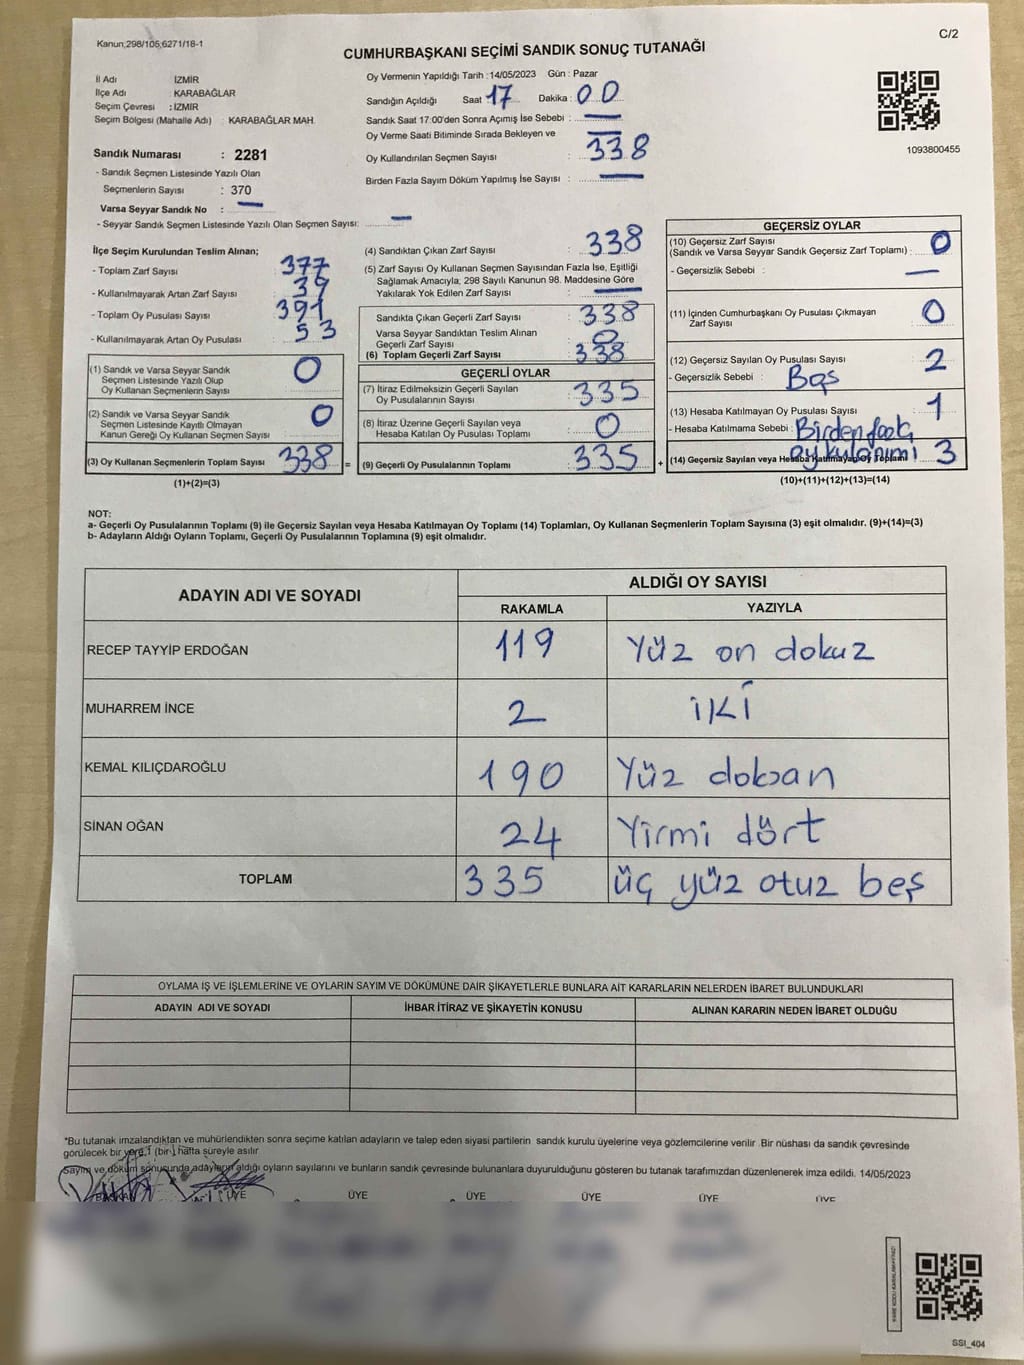 Kanun;298/105;6271/18-1
C/2
CUMHURBAŞKANI SEÇİMİ SANDIK SONUÇ TUTANAĞI
İl Adı İZMİR
İlçe Adı : KARABAĞLAR
Seçim Çevresi : İZMİR
Seçim Bölgesi (Mahalle Adı) : KARABAĞLAR MAH.
Sandık Numarası : 2281
- Sandık Seçmen Listesinde Yazılı Olan
Seçmenlerin Sayısı : 370
Varsa Seyyar Sandık No : —
- Seyyar Sandık Seçmen Listesinde Yazılı Olan Seçmen Sayısı: —
Oy Vermenin Yapıldığı Tarih : 14/05/2023 Gün : Pazar
Sandığın Açıldığı Saat : 17 Dakika : 00
Sandık Saat 17:00'den Sonra Açımış İse Sebebi : —
Oy Verme Saati Bitiminde Sırada Bekleyen ve —
Oy Kullandırılan Seçmen Sayısı : 338
Birden Fazla Sayım Döküm Yapılmış İse Sayısı : —
1093800455
İlçe Seçim Kurulundan Teslim Alınan;
- Toplam Zarf Sayısı 377
- Kullanılmayarak Artan Zarf Sayısı : 39
- Toplam Oy Pusulası Sayısı : 391
- Kullanılmayarak Artan Oy Pusulası 53
(1) Sandık ve Varsa Seyyar Sandık
Seçmen Listesinde Yazılı Olup
Oy Kullanan Seçmenlerin Sayısı 0
(2) Sandık ve Varsa Seyyar Sandık
Seçmen Listesinde Kayıtlı Olmayan
Kanun Gereği Oy Kullanan Seçmen Sayısı 0
(3) Oy Kullanan Seçmenlerin Toplam Sayısı 338 =
(1)+(2)=(3)
(4) Sandıktan Çıkan Zarf Sayısı : 338
(5) Zarf Sayısı Oy Kullanan Seçmen Sayısından Fazla İse, Eşitliği
Sağlamak Amacıyla, 298 Sayılı Kanunun 98. Maddesine Göre
Yakılarak Yok Edilen Zarf Sayısı : —
Sandıkta Çıkan Geçerli Zarf Sayısı : 338
Varsa Seyyar Sandıktan Teslim Alınan
Geçerli Zarf Sayısı : 0
(6) Toplam Geçerli Zarf Sayısı : 338
GEÇERLİ OYLAR
(7) İtiraz Edilmeksizin Geçerli Sayılan
Oy Pusulalarının Sayısı : 335
(8) İtiraz Üzerine Geçerli Sayılan veya
Hesaba Katılan Oy Pusulası Toplamı : 0
(9) Geçerli Oy Pusulalarının Toplamı : 335 +
GEÇERSİZ OYLAR
(10) Geçersiz Zarf Sayısı
(Sandık ve Varsa Seyyar Sandık Geçersiz Zarf Toplamı) : 0
- Geçersizlik Sebebi : —
(11) İçinden Cumhurbaşkanı Oy Pusulası Çıkmayan
Zarf Sayısı 0
(12) Geçersiz Sayılan Oy Pusulası Sayısı 2
- Geçersizlik Sebebi : Boş
(13) Hesaba Katılmayan Oy Pusulası Sayısı 1
- Hesaba Katılmama Sebebi : Birden fazla
oy kulanımı
(14) Geçersiz Sayılan veya Hesaba Katılmayan Oy Toplamı 3
(10)+(11)+(12)+(13)=(14)
NOT:
a- Geçerli Oy Pusulalarının Toplamı (9) ile Geçersiz Sayılan veya Hesaba Katılmayan Oy Toplamı (14) Toplamları, Oy Kullanan Seçmenlerin Toplam Sayısına (3) eşit olmalıdır. (9)+(14)=(3)
b- Adayların Aldığı Oyların Toplamı, Geçerli Oy Pusulalarının Toplamına (9) eşit olmalıdır.
ADAYIN ADI VE SOYADI ALDIĞI OY SAYISI
RAKAMLA YAZIYLA
RECEP TAYYİP ERDOĞAN 119 Yüz on dokuz
MUHARREM İNCE 2 iki
KEMAL KILIÇDAROĞLU 190 Yüz doksan
SİNAN OĞAN 24 Yirmi dört
TOPLAM 335 üç yüz otuz beş
OYLAMA İŞ VE İŞLEMLERİNE VE OYLARIN SAYIM VE DÖKÜMÜNE DAİR ŞİKAYETLERLE BUNLARA AİT KARARLARIN NELERDEN İBARET BULUNDUKLARI
ADAYIN ADI VE SOYADI İHBAR İTİRAZ VE ŞİKAYETİN KONUSU ALINAN KARARIN NEDEN İBARET OLDUĞU
*Bu tutanak imzalandıktan ve mühürlendikten sonra seçime katılan adayların ve talep eden siyasi partilerin sandık kurulu üyelerine veya gözlemcilerine verilir .Bir nüshası da sandık çevresinde
görülecek bir yere 1 (bir ) hafta süreyle asılır
Sayım ve döküm sonucunda adayların aldığı oyların sayılarını ve bunların sandık çevresinde bulunanlara duyurulduğunu gösteren bu tutanak tarafımızdan düzenlenerek imza edildi. 14/05/2023
BAŞKAN ÜYE ÜYE ÜYE ÜYE ÜYE ÜYE
SSI_404